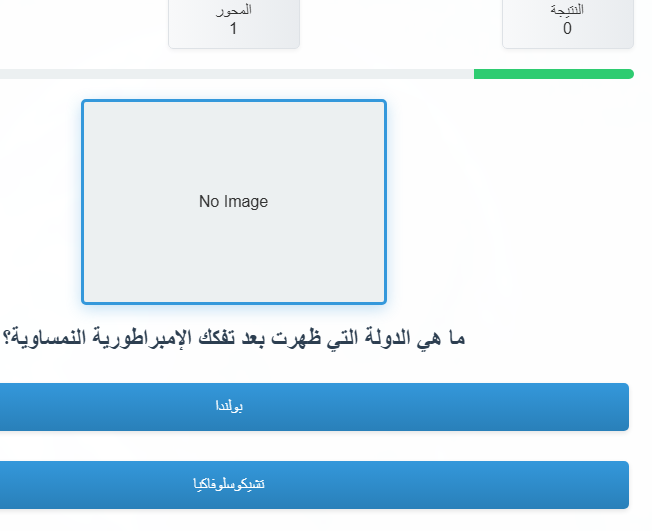 النتيجة
0
المحور
1
No Image
ما هي الدولة التي ظهرت بعد تفكك الإمبراطورية النمساوية؟
بولندا
تشيكوسلوفاكيا